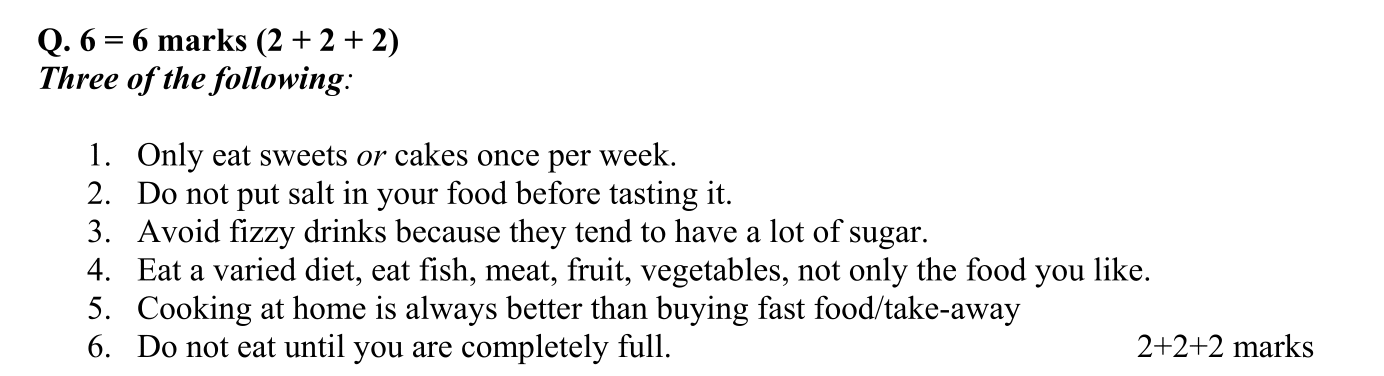 Q. 6 = 6 marks (2 + 2 + 2)
Three of the following:
1. Only eat sweets or cakes once per week.
2. Do not put salt in your food before tasting it.
3. Avoid fizzy drinks because they tend to have a lot of sugar.
4. Eat a varied diet, eat fish, meat, fruit, vegetables, not only the food you like.
5. Cooking at home is always better than buying fast food/take-away
6. Do not eat until you are completely full. 2+2+2 marks